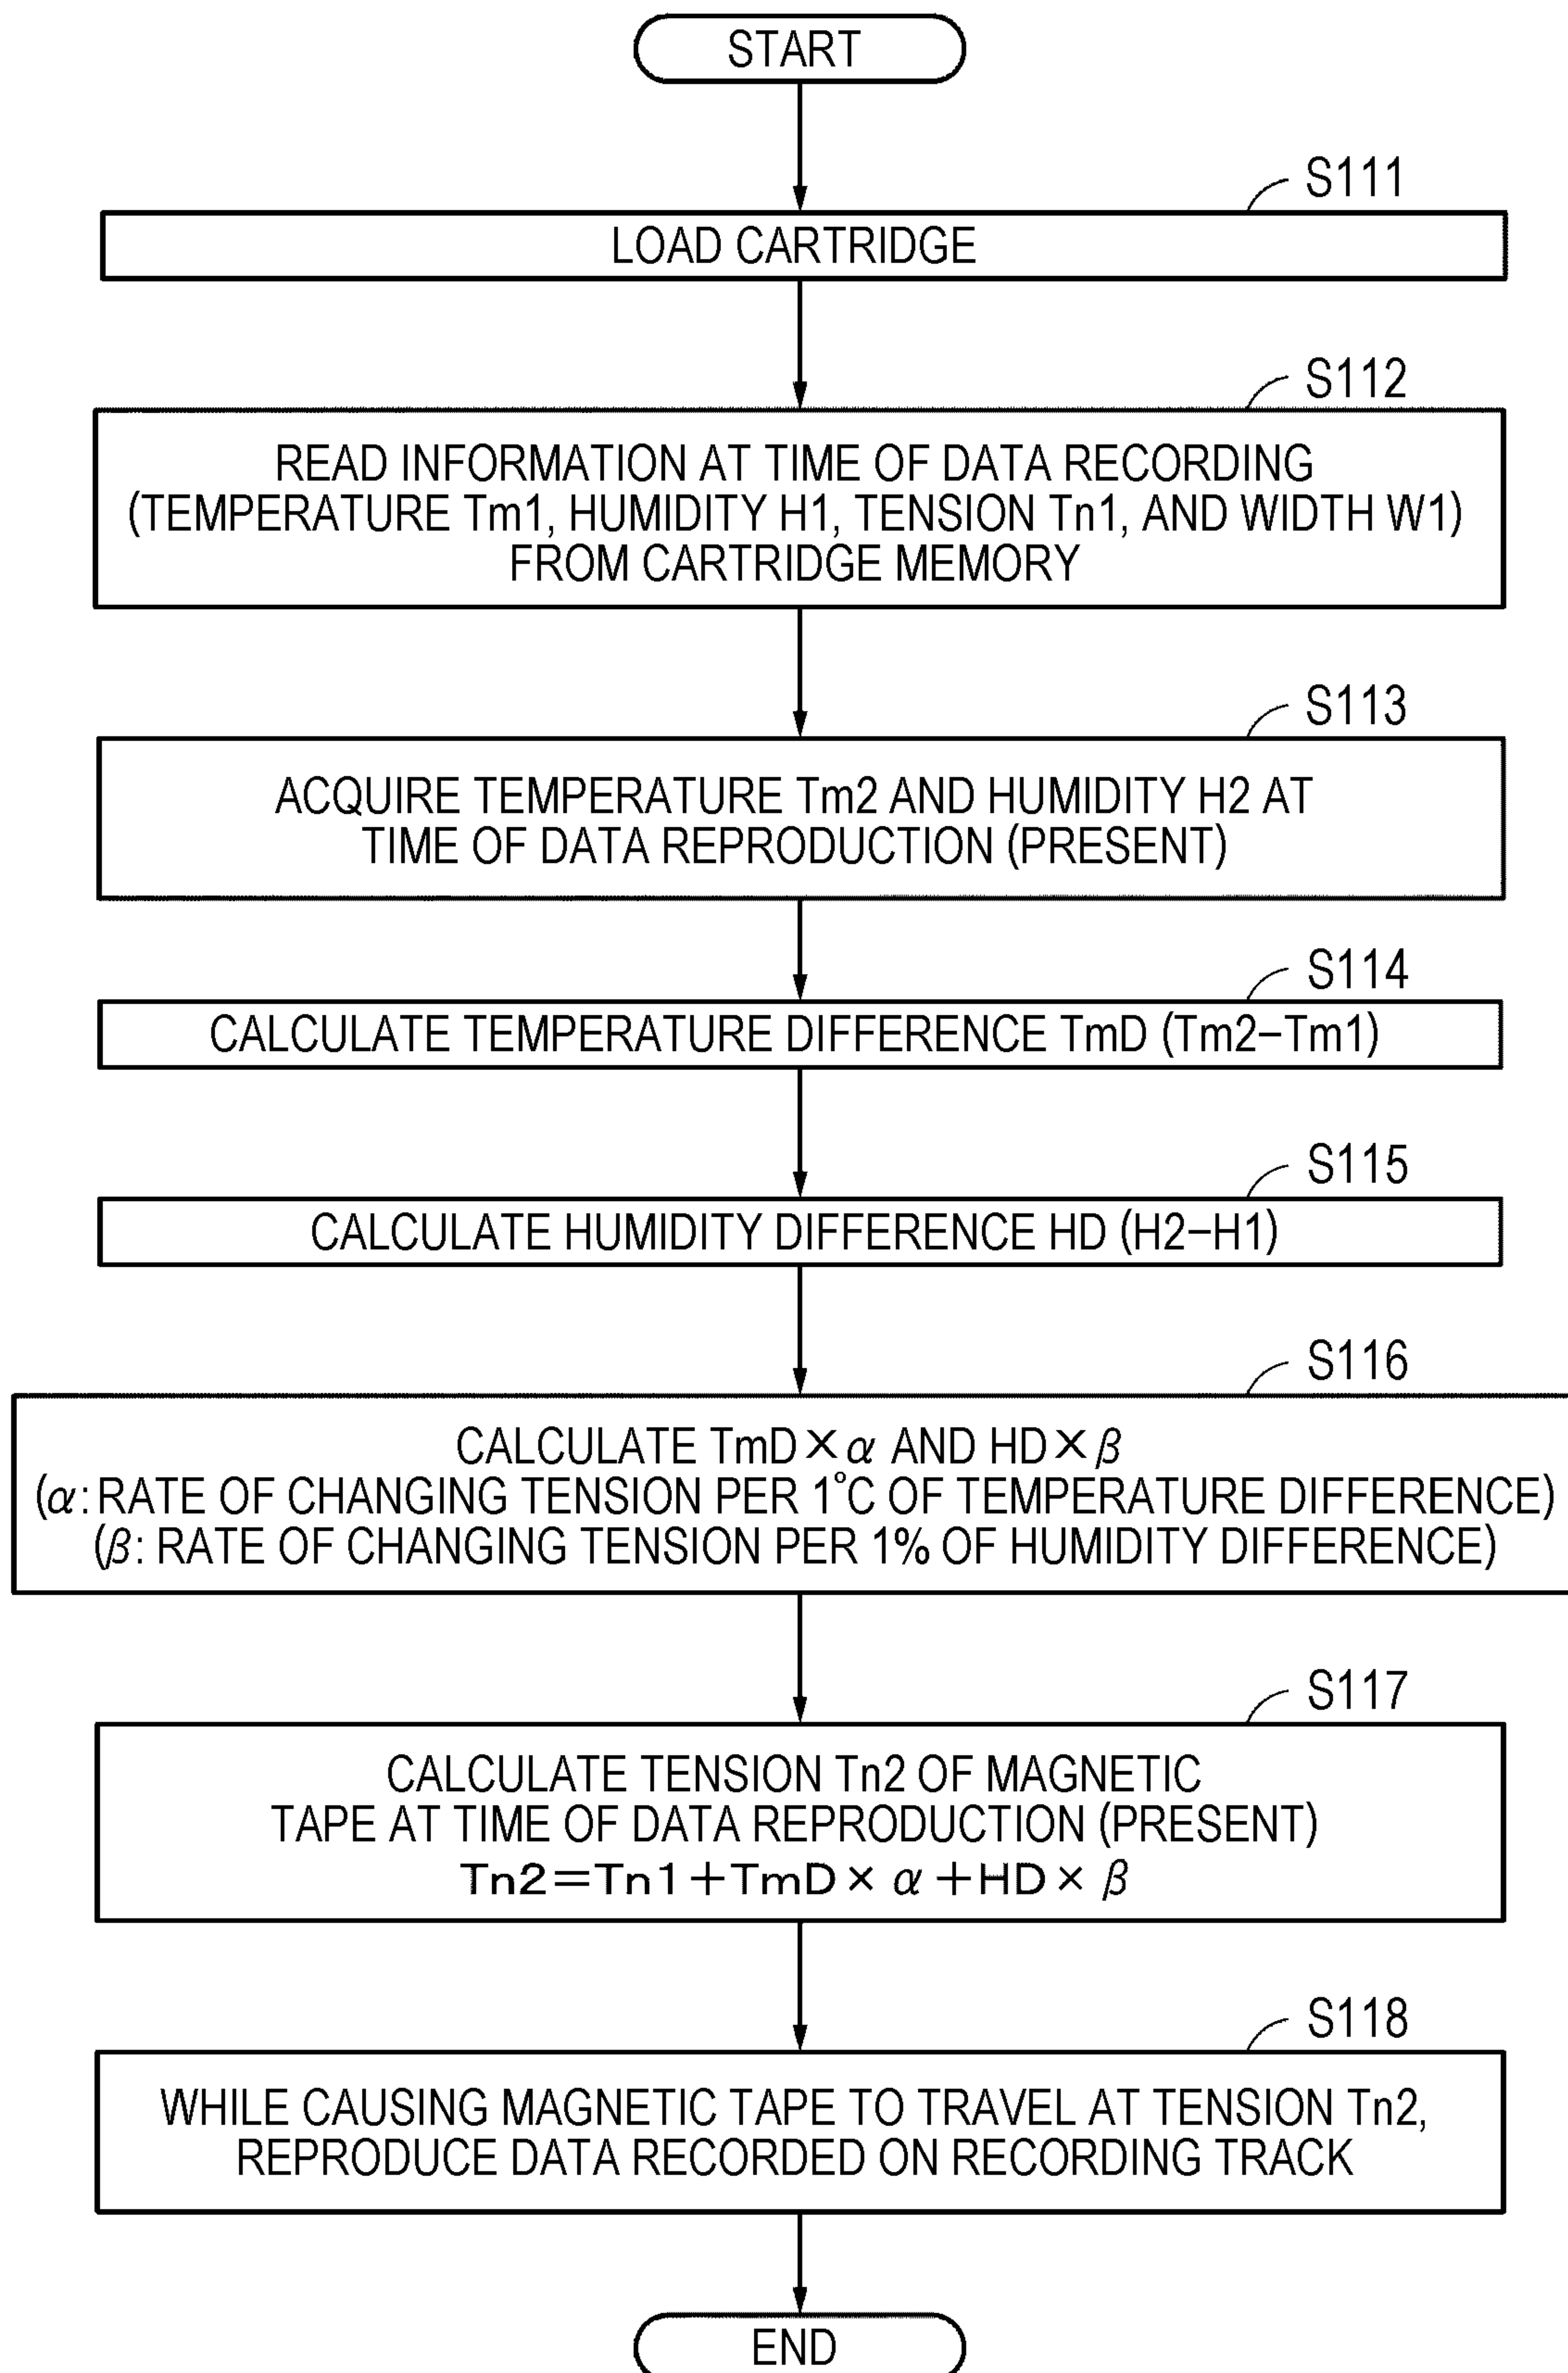 START
S111
LOAD CARTRIDGE
S112
READ INFORMATION AT TIME OF DATA RECORDING
(TEMPERATURE Tm1, HUMIDITY H1, TENSION Tn1, AND WIDTH W1)
FROM CARTRIDGE MEMORY
S113
ACQUIRE TEMPERATURE Tm2 AND HUMIDITY H2 AT
TIME OF DATA REPRODUCTION (PRESENT)
S114
CALCULATE TEMPERATURE DIFFERENCE TmD (Tm2−Tm1)
S115
CALCULATE HUMIDITY DIFFERENCE HD (H2−H1)
S116
CALCULATE TmD×α AND HD×β
(α: RATE OF CHANGING TENSION PER 1°C OF TEMPERATURE DIFFERENCE)
(β: RATE OF CHANGING TENSION PER 1% OF HUMIDITY DIFFERENCE)
S117
CALCULATE TENSION Tn2 OF MAGNETIC
TAPE AT TIME OF DATA REPRODUCTION (PRESENT)
Tn2=Tn1+TmD×α+HD×β
S118
WHILE CAUSING MAGNETIC TAPE TO TRAVEL AT TENSION Tn2,
REPRODUCE DATA RECORDED ON RECORDING TRACK
END